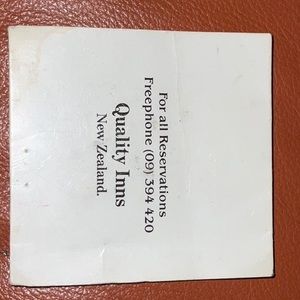 For all Reservations
Freephone (09) 394 420
Quality Inns
New Zealand.